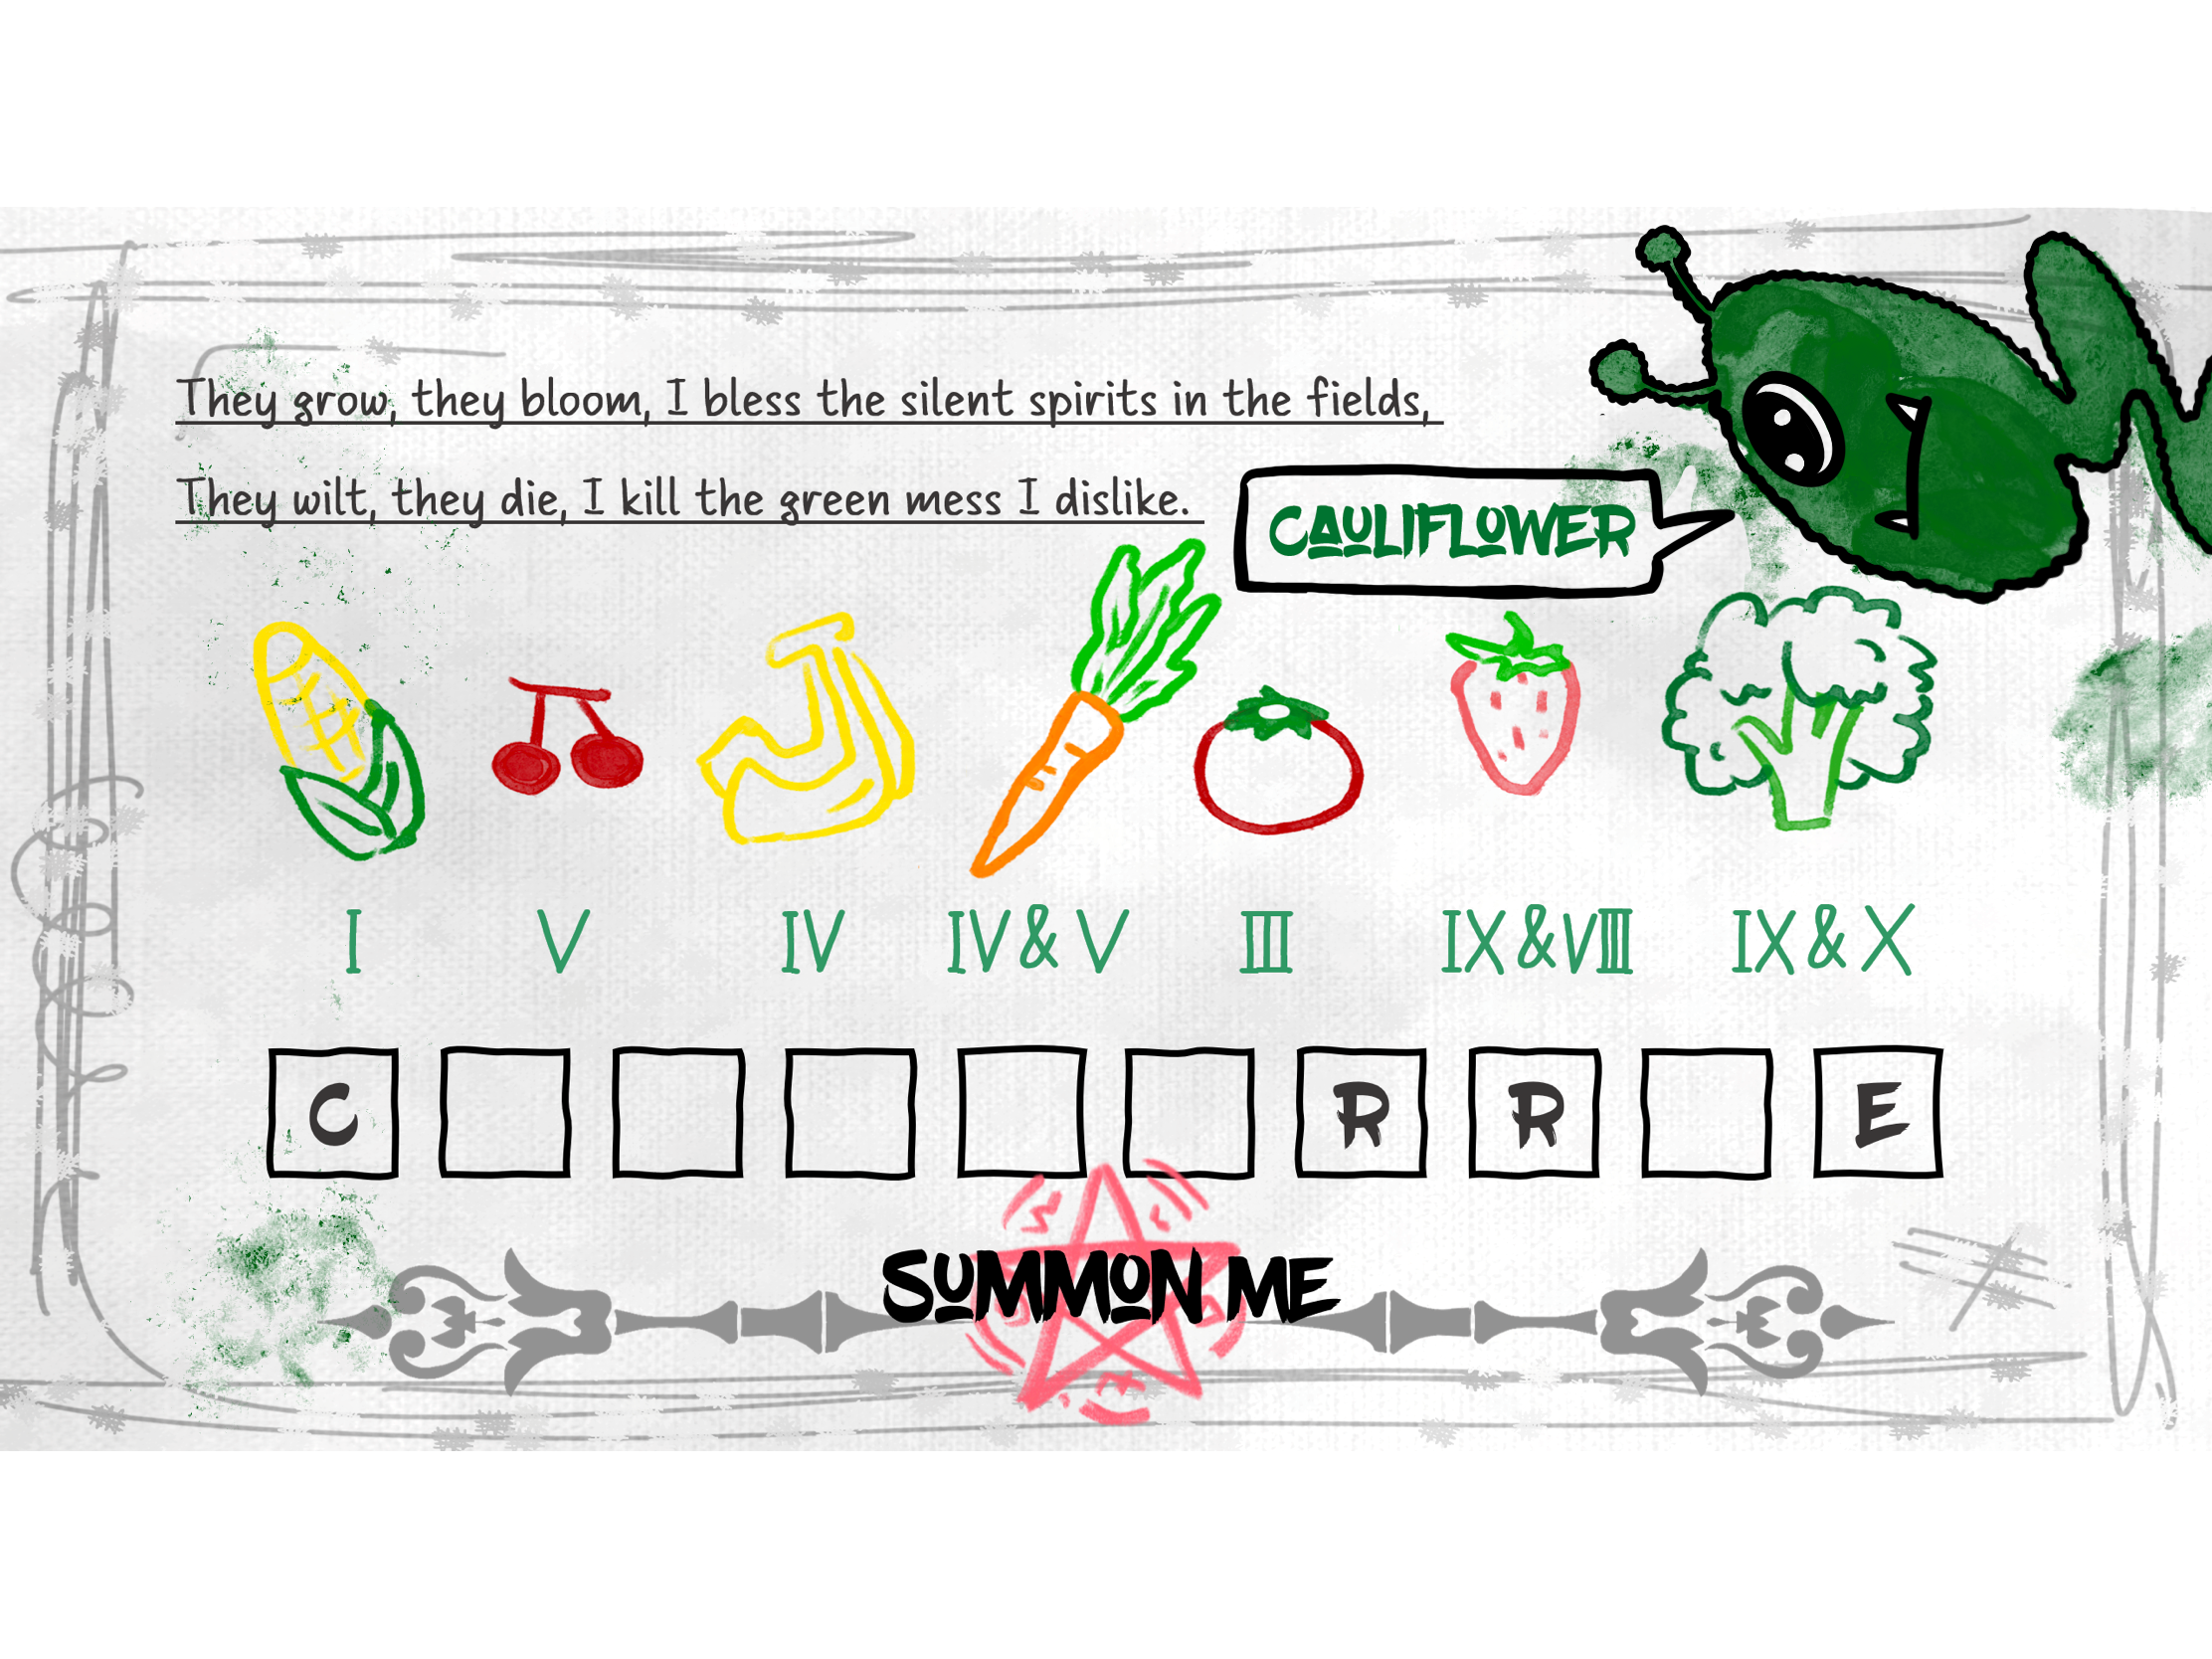 They grow, they bloom, I bless the silent spirits in the fields,
They wilt, they die, I kill the green mess I dislike.
CAULIFLOWER
I V IV IV & V III IX & VIII IX & X
C R R E
SUMMON ME